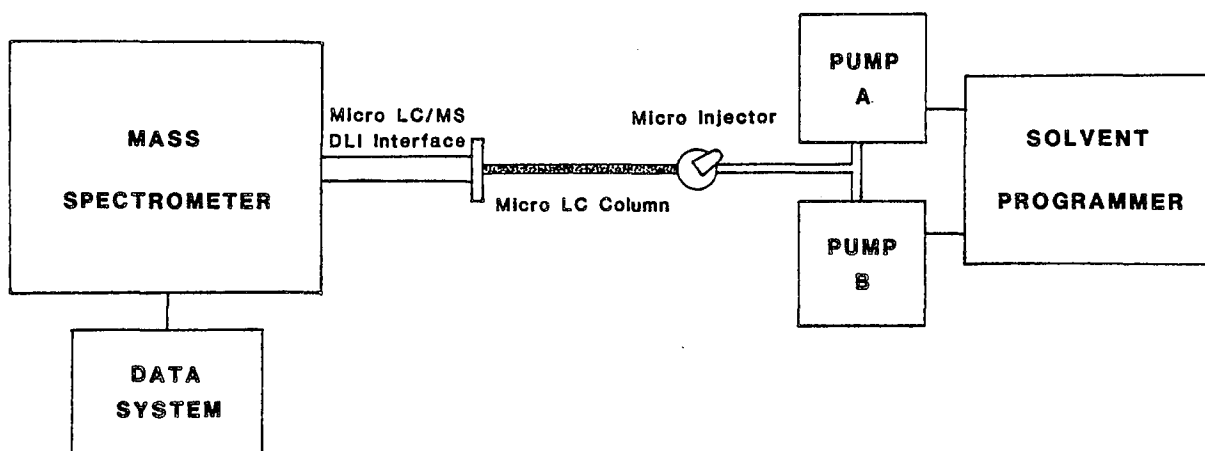 MASS
SPECTROMETER
Micro LC/MS
DLI Interface
Micro Injector
Micro LC Column
PUMP
A
PUMP
B
SOLVENT
PROGRAMMER
DATA
SYSTEM